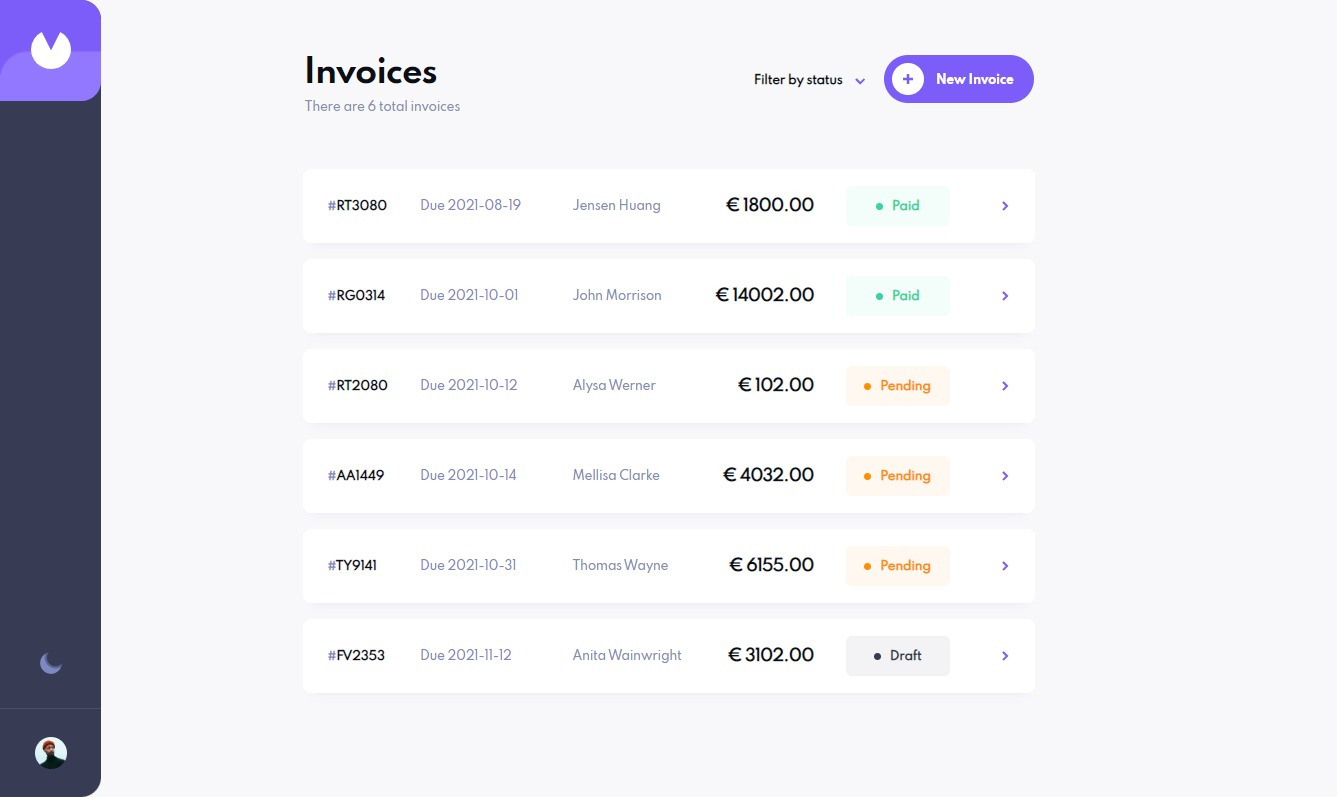 Invoices
There are 6 total invoices
Filter by status
New Invoice
#RT3080 Due 2021-08-19 Jensen Huang € 1800.00 Paid
#RG0314 Due 2021-10-01 John Morrison € 14002.00 Paid
#RT2080 Due 2021-10-12 Alysa Werner € 102.00 Pending
#AA1449 Due 2021-10-14 Mellisa Clarke € 4032.00 Pending
#TY9141 Due 2021-10-31 Thomas Wayne € 6155.00 Pending
#FV2353 Due 2021-11-12 Anita Wainwright € 3102.00 Draft